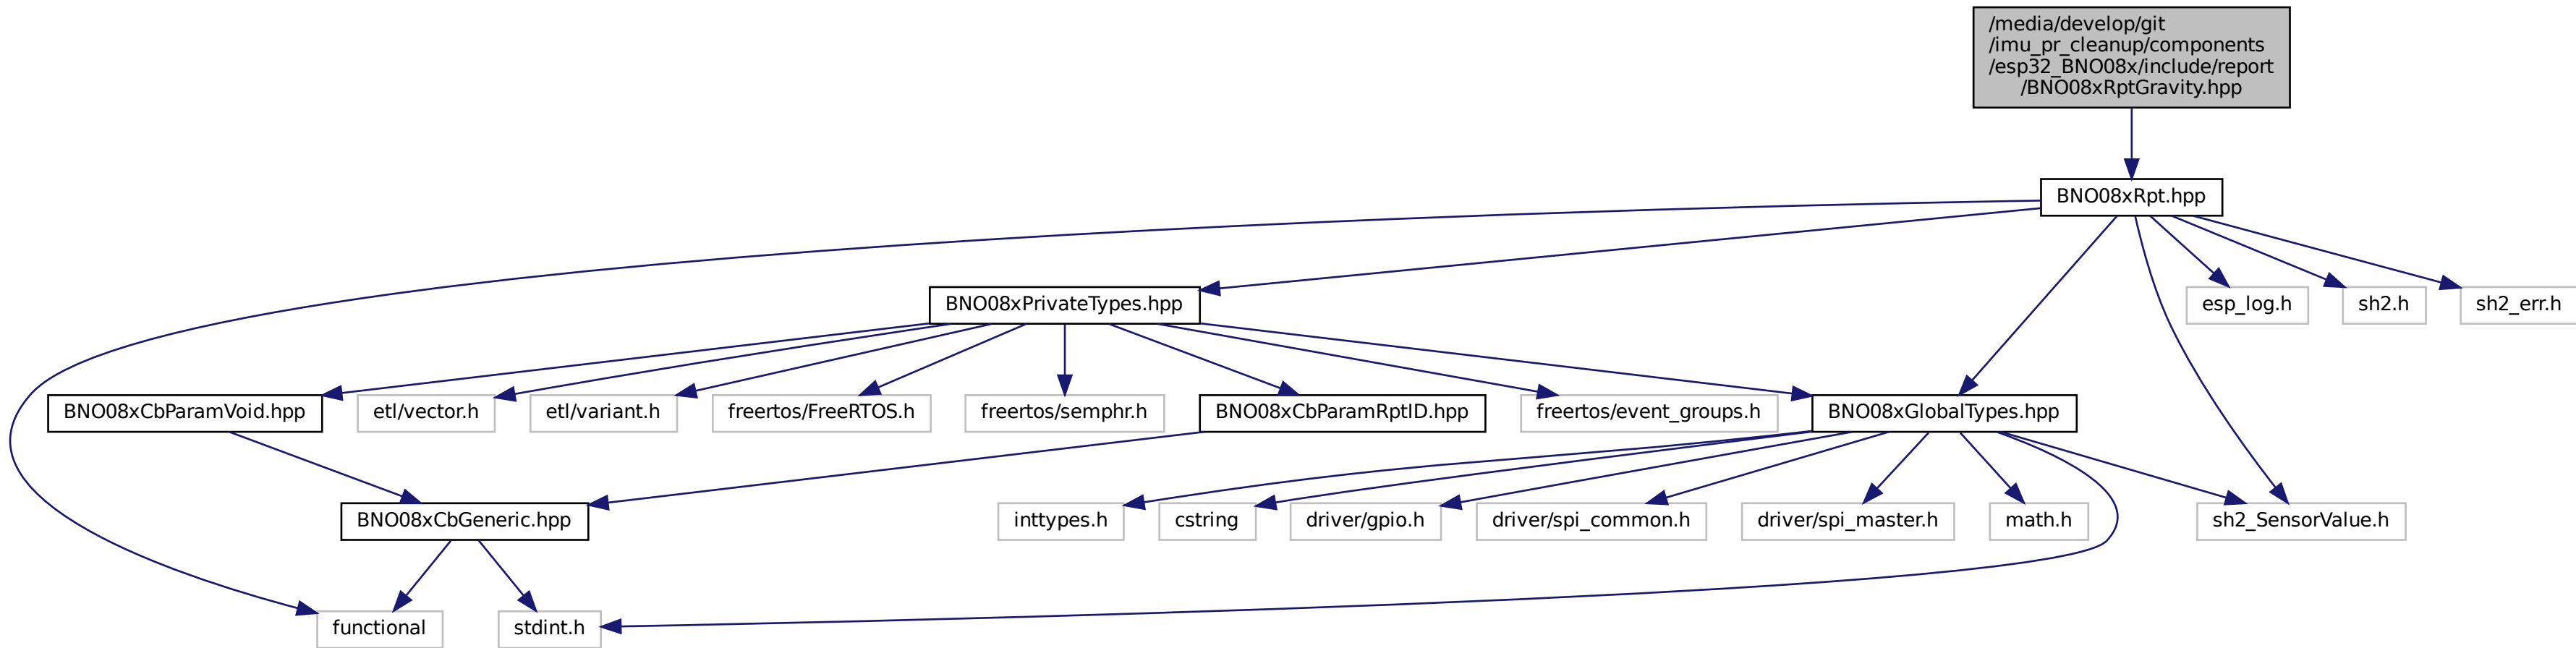 /media/develop/git
/imu_pr_cleanup/components
/esp32_BNO08x/include/report
/BNO08xRptGravity.hpp
BNO08xRpt.hpp
BNO08xPrivateTypes.hpp
esp_log.h
sh2.h
sh2_err.h
BNO08xCbParamVoid.hpp
etl/vector.h
etl/variant.h
freertos/FreeRTOS.h
freertos/semphr.h
BNO08xCbParamRptID.hpp
freertos/event_groups.h
BNO08xGlobalTypes.hpp
BNO08xCbGeneric.hpp
inttypes.h
cstring
driver/gpio.h
driver/spi_common.h
driver/spi_master.h
math.h
sh2_SensorValue.h
functional
stdint.h